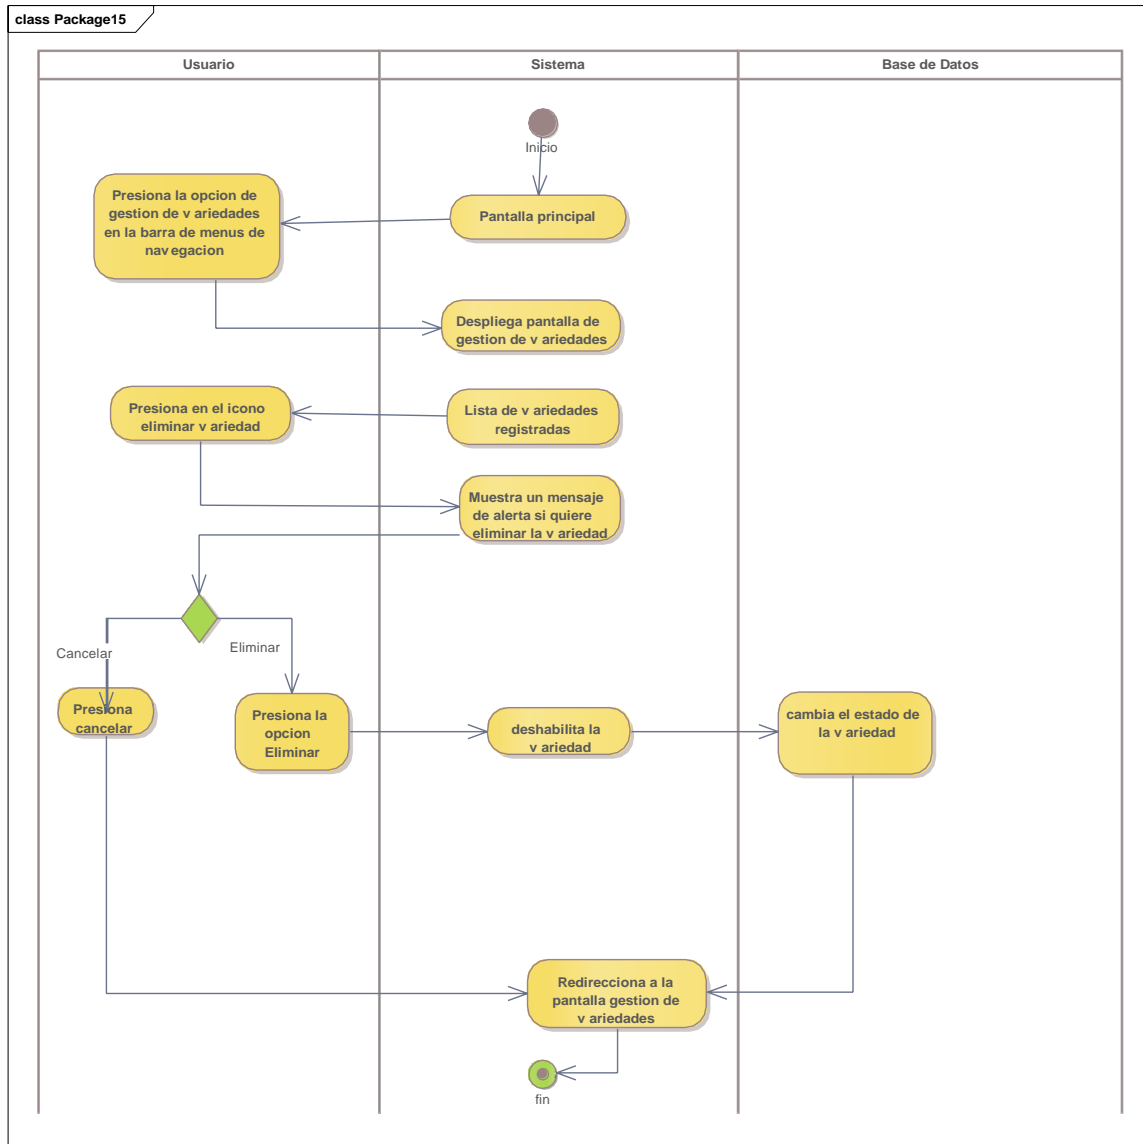 class Package15
Usuario
Sistema
Base de Datos
Inicio
Presiona la opcion de
gestion de v ariedades
en la barra de menus de
nav egacion
Pantalla principal
Despliega pantalla de
gestion de v ariedades
Presiona en el icono
eliminar v ariedad
Lista de v ariedades
registradas
Muestra un mensaje
de alerta si quiere
eliminar la v ariedad
Cancelar
Eliminar
Presiona
cancelar
Presiona la
opcion
Eliminar
deshabilita la
v ariedad
cambia el estado de
la v ariedad
Redirecciona a la
pantalla gestion de
v ariedades
fin